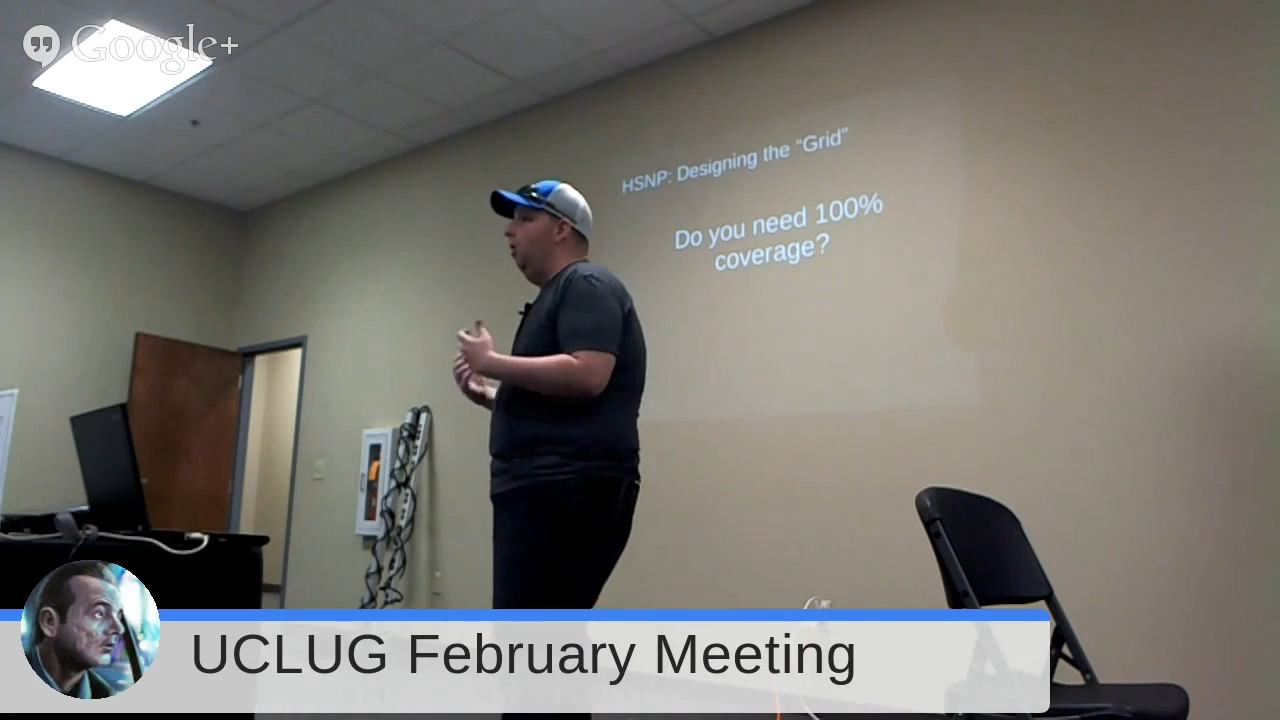 Google+
HSNP: Designing the “Grid”
Do you need 100%
coverage?
UCLUG February Meeting